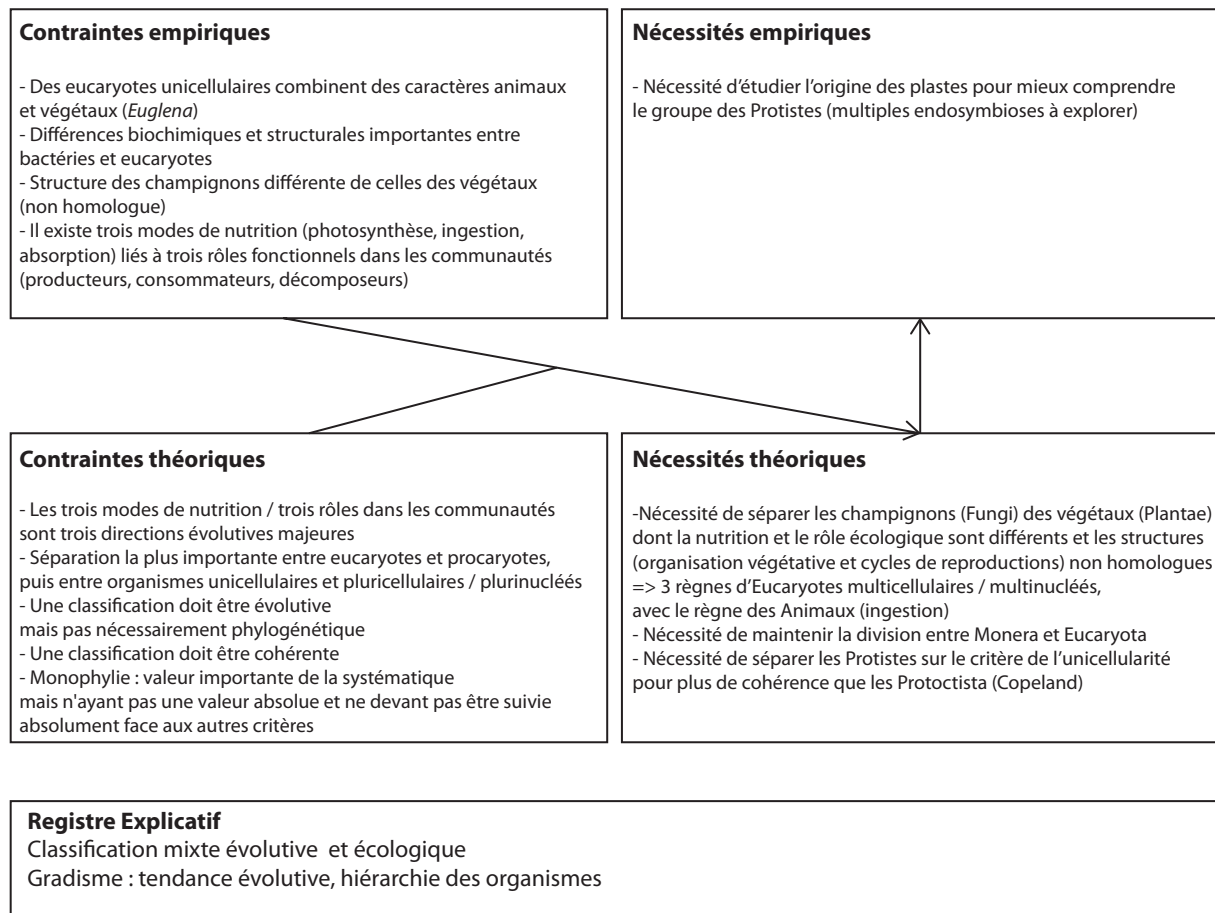 Contraintes empiriques
- Des eucaryotes unicellulaires combinent des caractères animaux
et végétaux (Euglena)
- Différences biochimiques et structurales importantes entre
bactéries et eucaryotes
- Structure des champignons différente de celles des végétaux
(non homologue)
- Il existe trois modes de nutrition (photosynthèse, ingestion,
absorption) liés à trois rôles fonctionnels dans les communautés
(producteurs, consommateurs, décomposeurs)
Nécessités empiriques
- Nécessité d'étudier l'origine des plastes pour mieux comprendre
le groupe des Protistes (multiples endosymbioses à explorer)
Contraintes théoriques
- Les trois modes de nutrition / trois rôles dans les communautés
sont trois directions évolutives majeures
- Séparation la plus importante entre eucaryotes et procaryotes,
puis entre organismes unicellulaires et pluricellulaires / plurinucléés
- Une classification doit être évolutive
mais pas nécessairement phylogénétique
- Une classification doit être cohérente
- Monophylie : valeur importante de la systématique
mais n'ayant pas une valeur absolue et ne devant pas être suivie
absolument face aux autres critères
Nécessités théoriques
-Nécessité de séparer les champignons (Fungi) des végétaux (Plantae)
dont la nutrition et le rôle écologique sont différents et les structures
(organisation végétative et cycles de reproductions) non homologues
=> 3 règnes d'Eucaryotes multicellulaires / multinucléés,
avec le règne des Animaux (ingestion)
- Nécessité de maintenir la division entre Monera et Eucaryota
- Nécessité de séparer les Protistes sur le critère de l'unicellularité
pour plus de cohérence que les Protoctista (Copeland)
Registre Explicatif
Classification mixte évolutive et écologique
Gradisme : tendance évolutive, hiérarchie des organismes